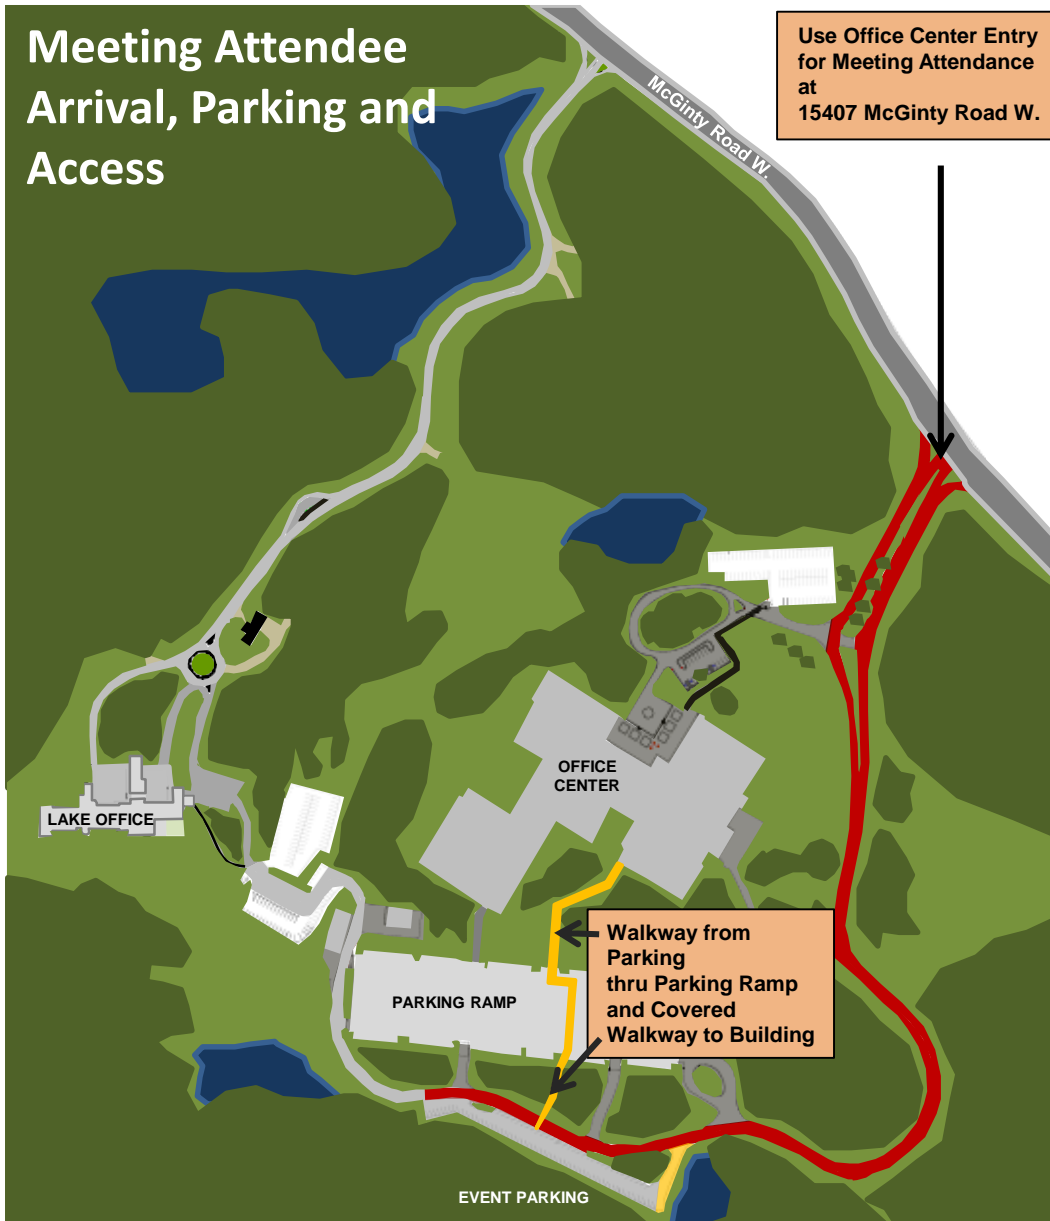 Meeting Attendee
Arrival, Parking and
Access
Use Office Center Entry
for Meeting Attendance
at
15407 McGinty Road W.
McGinty Road W.
OFFICE
CENTER
LAKE OFFICE
Walkway from
Parking
thru Parking Ramp
and Covered
Walkway to Building
PARKING RAMP
EVENT PARKING